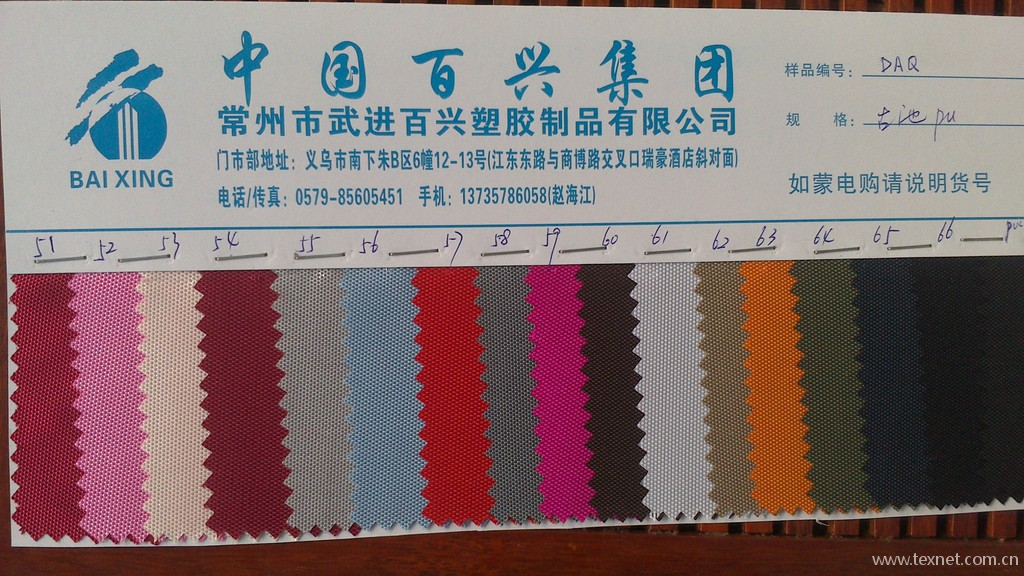 中国百兴集团
常州市武进百兴塑胶制品有限公司
门市部地址：义乌市南下朱B区6幢12-13号(江东东路与商博路交叉口瑞豪酒店斜对面)
电话/传真：0579-85605451 手机：13735786058(赵海江)
BAI XING
样品编号：DAQ
规 格：古池 pu
如蒙电购请说明货号
51 52 53 54 55 56 57 58 59 60 61 62 63 64 65 66 pvc
www.texnet.com.cn